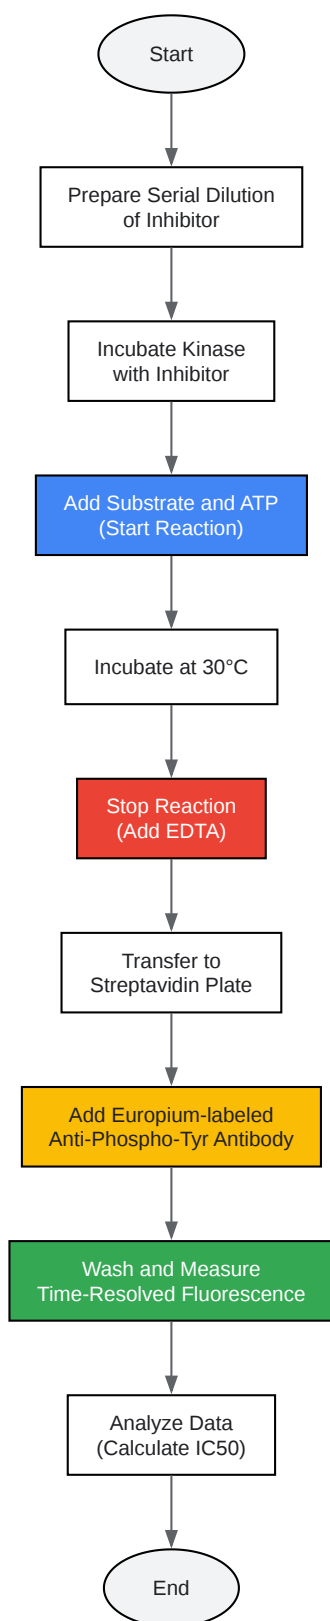 Start
Prepare Serial Dilution
of Inhibitor
Incubate Kinase
with Inhibitor
Add Substrate and ATP
(Start Reaction)
Incubate at 30°C
Stop Reaction
(Add EDTA)
Transfer to
Streptavidin Plate
Add Europium-labeled
Anti-Phospho-Tyr Antibody
Wash and Measure
Time-Resolved Fluorescence
Analyze Data
(Calculate IC50)
End